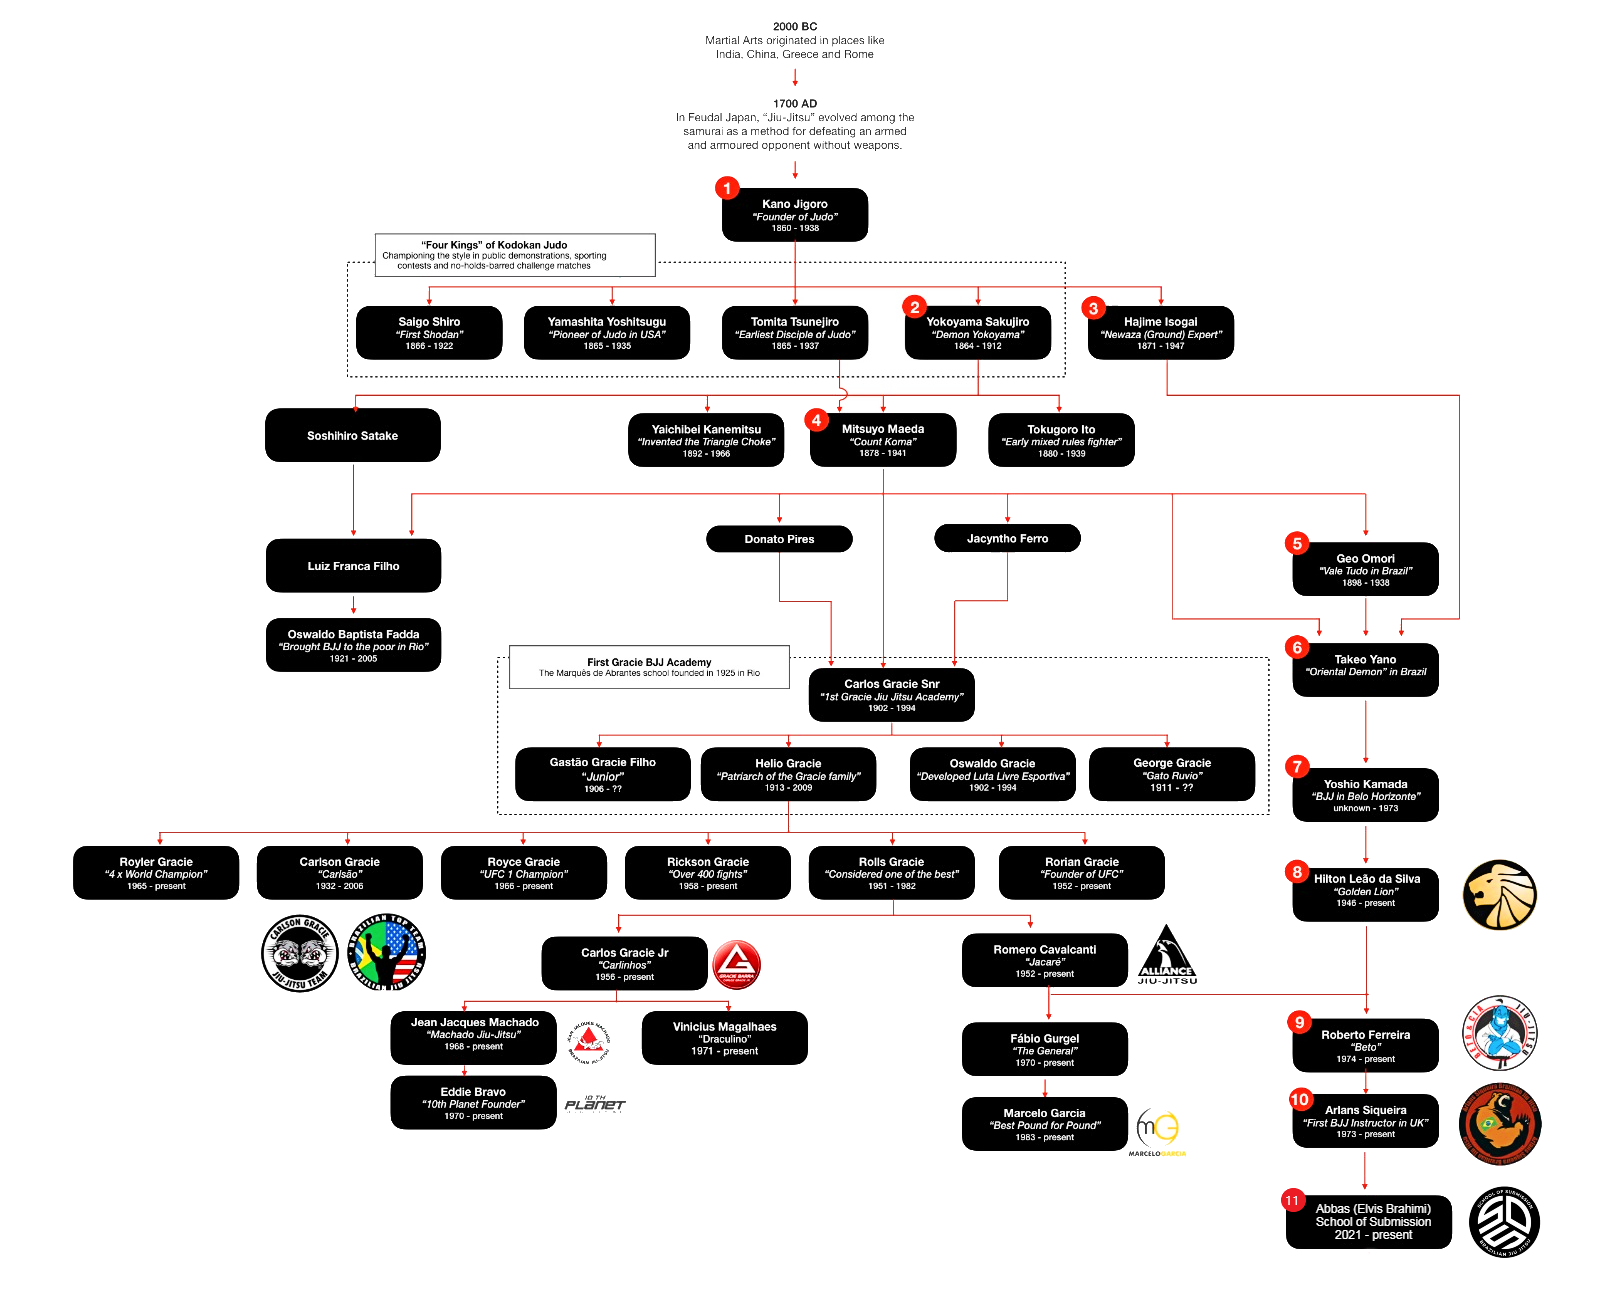 2000 BC
Martial Arts originated in places like
India, China, Greece and Rome
1700 AD
In Feudal Japan, “Jiu-Jitsu” evolved among the
samurai as a method for defeating an armed
and armoured opponent without weapons.
1
Kano Jigoro
“Founder of Judo”
1860 - 1938
“Four Kings” of Kodokan Judo
Championing the style in public demonstrations, sporting
contests and no-holds-barred challenge matches
Saigo Shiro
“First Shodan”
1866 - 1922
Yamashita Yoshitsugu
“Pioneer of Judo in USA”
1865 - 1935
Tomita Tsunejiro
“Earliest Disciple of Judo”
1865 - 1937
2
Yokoyama Sakujiro
“Demon Yokoyama”
1864 - 1912
3
Hajime Isogai
“Newaza (Ground) Expert”
1871 - 1947
Soshihiro Satake
Yaichibei Kanemitsu
“Invented the Triangle Choke”
1892 - 1966
4
Mitsuyo Maeda
“Count Koma”
1878 - 1941
Tokugoro Ito
“Early mixed rules fighter”
1880 - 1939
Luiz Franca Filho
Donato Pires
Jacyntho Ferro
5
Geo Omori
“Vale Tudo in Brazil”
1898 - 1938
Oswaldo Baptista Fadda
“Brought BJJ to the poor in Rio”
1921 - 2005
6
Takeo Yano
“Oriental Demon” in Brazil
First Gracie BJJ Academy
The Marquês de Abrantes school founded in 1925 in Rio
Carlos Gracie Snr
“1st Gracie Jiu Jitsu Academy”
1902 - 1994
Gastão Gracie Filho
“Junior”
1906 - ??
Helio Gracie
“Patriarch of the Gracie family”
1913 - 2009
Oswaldo Gracie
“Developed Luta Livre Esportiva”
1902 - 1994
George Gracie
“Gato Ruvio”
1911 - ??
7
Yoshio Kamada
“BJJ in Belo Horizonte”
unknown - 1973
Royler Gracie
“4 x World Champion”
1965 - present
Carlson Gracie
“Carlsão”
1932 - 2006
Royce Gracie
“UFC 1 Champion”
1966 - present
Rickson Gracie
“Over 400 fights”
1958 - present
Rolls Gracie
“Considered one of the best”
1951 - 1982
Rorian Gracie
“Founder of UFC”
1952 - present
8
Hilton Leão da Silva
“Golden Lion”
1946 - present
CARLSON GRACIE
JIU-JITSU TEAM
BRAZILIAN TOP TEAM
BRAZILIAN JIU JITSU
Carlos Gracie Jr
“Carlinhos”
1956 - present
GRACIE BARRA
Romero Cavalcanti
“Jacaré”
1952 - present
ALLIANCE
JIU-JITSU
Jean Jacques Machado
“Machado Jiu-Jitsu”
1968 - present
JEAN JACQUES MACHADO
BRAZILIAN JIU-JITSU
Vinicius Magalhaes
“Draculino”
1971 - present
Fábio Gurgel
“The General”
1970 - present
9
Roberto Ferreira
“Beto”
1974 - present
BETO & CIA
JIU-JITSU
Eddie Bravo
“10th Planet Founder”
1970 - present
10 TH
PLANET
Marcelo Garcia
“Best Pound for Pound”
1983 - present
MG
MARCELOGARCIA
10
Arlans Siqueira
“First BJJ Instructor in UK”
1973 - present
11
Abbas (Elvis Brahimi)
School of Submission
2021 - present
SCHOOL OF SUBMISSION
SOS
BRAZILIAN JIU JITSU